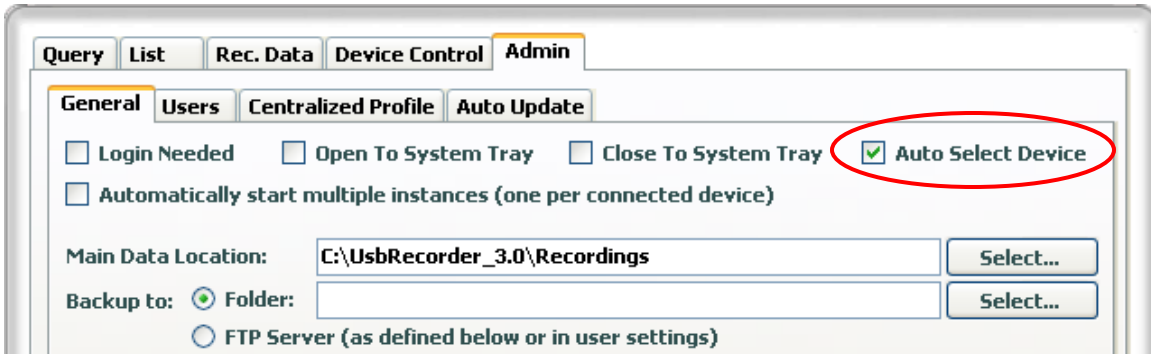 Query List Rec. Data Device Control Admin
General Users Centralized Profile Auto Update
Login Needed Open To System Tray Close To System Tray Auto Select Device
Automatically start multiple instances (one per connected device)
Main Data Location: C:\UsbRecorder_3.0\Recordings Select...
Backup to: Folder: Select...
FTP Server (as defined below or in user settings)